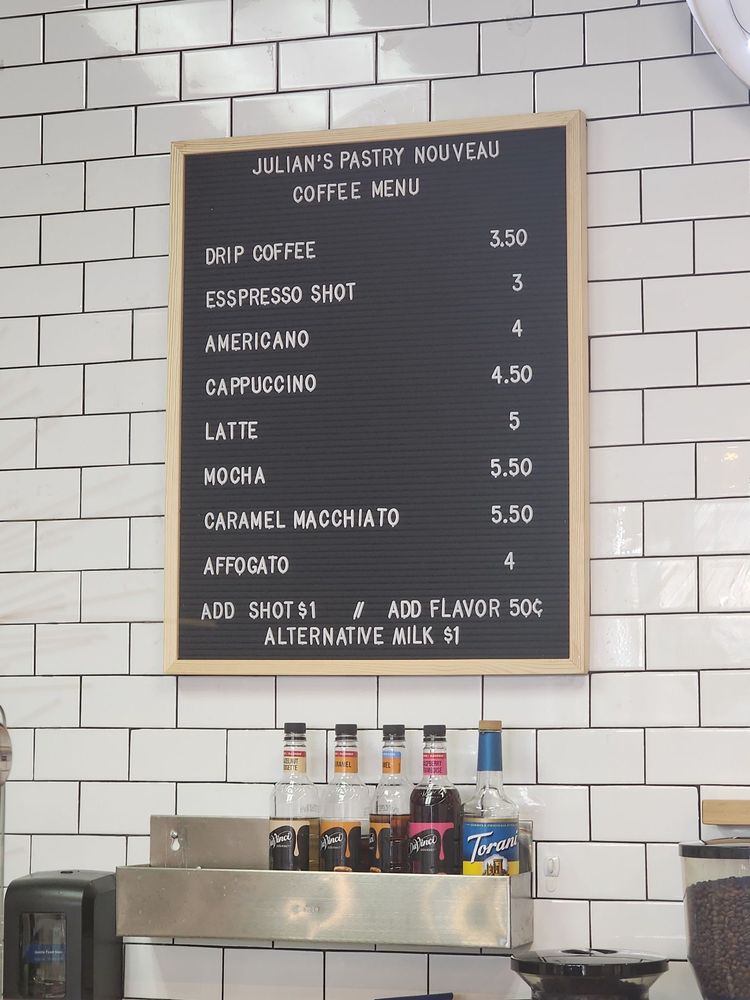 JULIAN'S PASTRY NOUVEAU
COFFEE MENU
DRIP COFFEE 3.50
ESSPRESSO SHOT 3
AMERICANO 4
CAPPUCCINO 4.50
LATTE 5
MOCHA 5.50
CARAMEL MACCHIATO 5.50
AFFOGATO 4
ADD SHOT $1 // ADD FLAVOR 50¢
ALTERNATIVE MILK $1
DaVinci
GOURMET
DaVinci
DaVinci
DaVinci
Torani